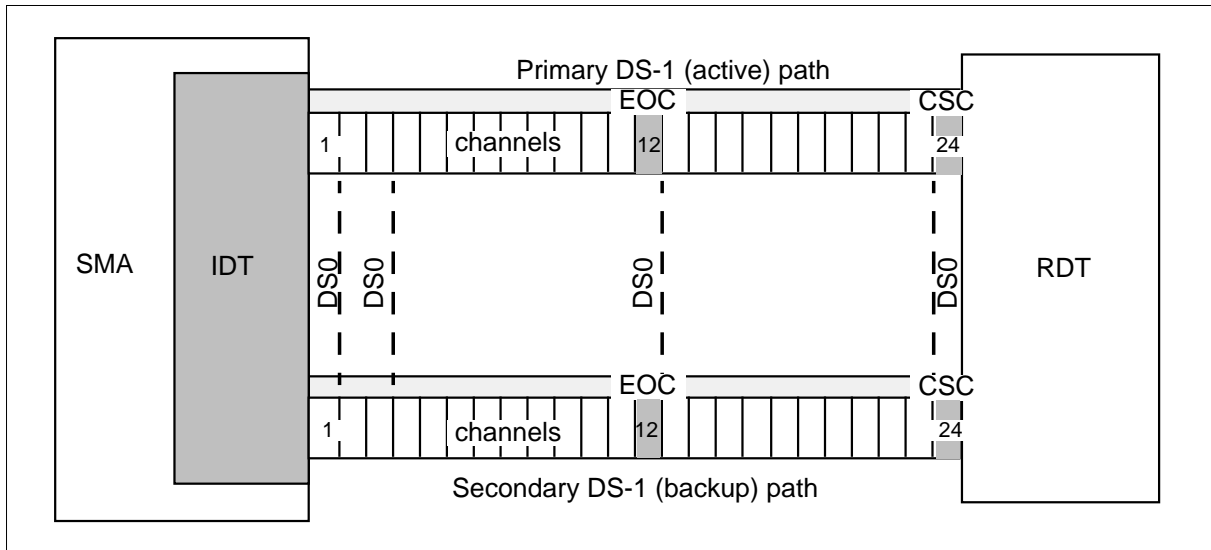 Primary DS-1 (active) path
EOC
CSC
1
channels
12
24
SMA
IDT
DS0
DS0
DS0
DS0
RDT
EOC
CSC
1
channels
12
24
Secondary DS-1 (backup) path